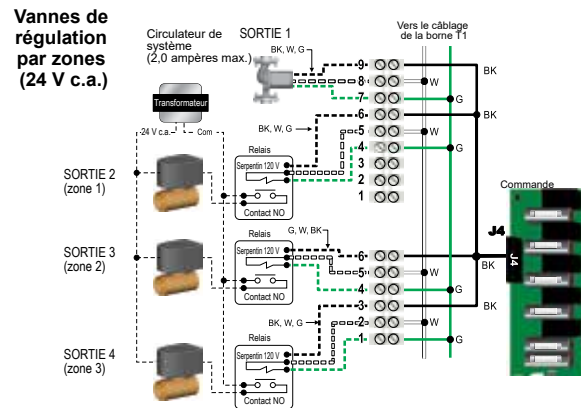 Vannes de
régulation
par zones
(24 V c.a.)
Circulateur de
système
(2,0 ampères max.)
SORTIE 1
BK, W, G
Vers le câblage
de la borne T1
9
8
7
6
5
4
3
2
1
W
G
BK
BK
W
G
Transformateur
24 V c.a.
Com
BK, W, G
Relais
Serpentin 120 V
Contact NO
SORTIE 2
(zone 1)
Commande
J4
J4
BK
G, W, BK
Relais
Serpentin 120 V
Contact NO
SORTIE 3
(zone 2)
6
5
4
3
2
1
W
G
BK
W
G
BK, W, G
Relais
Serpentin 120 V
Contact NO
SORTIE 4
(zone 3)